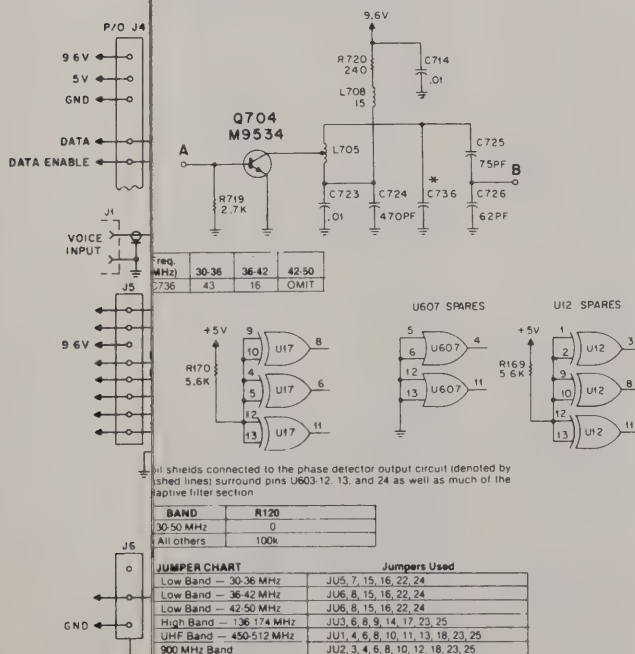 P/O J4
9.6V
5V
GND
DATA
DATA ENABLE
J1
VOICE INPUT
J5
9.6V
J6
GND
9.6V
R720
240
C714
.01
L708
15
Q704
M9534
A
L705
C725
75PF
B
R719
2.7K
C723
.01
C724
470PF
*
C736
C726
62PF
MHz) 30-36 36-42 42-50
C736 43 16 OMIT
+5V
R170
5.6K
9
10
U17
8
4
5
U17
6
12
13
U17
11
U607 SPARES
5
6
U607
4
12
13
U607
11
U12 SPARES
+5V
R169
5.6K
1
2
U12
3
9
10
U12
8
12
13
U12
11
shields connected to the phase detector output circuit (denoted by
lines) surround pins U603-12, 13, and 24 as well as much of the
filter section
BAND R120
30-50 MHz 0
All others 100k
JUMPER CHART Jumpers Used
Low Band — 30-36 MHz JU5, 7, 15, 16, 22, 24
Low Band — 36-42 MHz JU6, 8, 15, 16, 22, 24
Low Band — 42-50 MHz JU6, 8, 15, 16, 22, 24
High Band — 136-174 MHz JU3, 6, 8, 9, 14, 17, 23, 25
UHF Band — 450-512 MHz JU1, 4, 6, 8, 10, 11, 13, 18, 23, 25
900 MHz Band JU2, 3, 4, 6, 8, 10, 12, 18, 23, 25